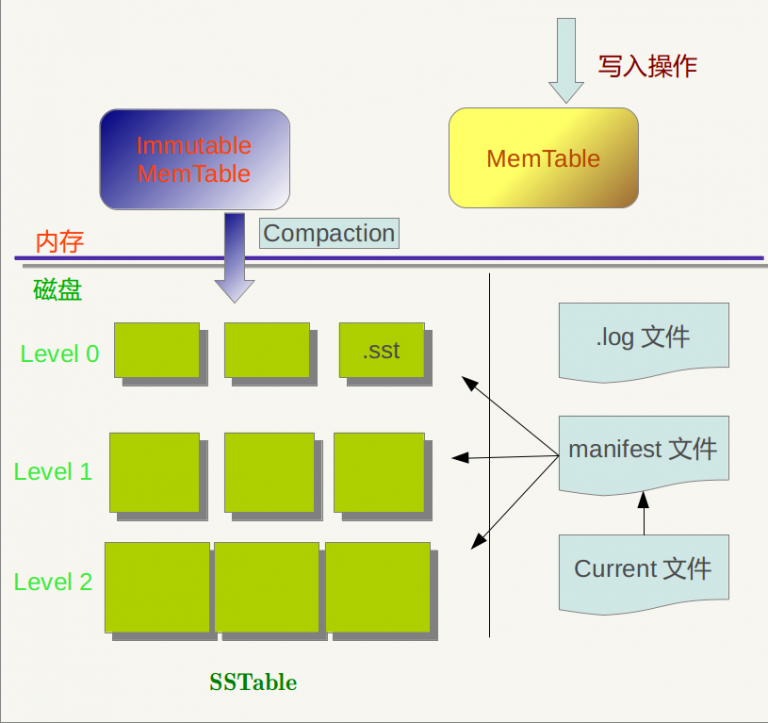 写入操作
Immutable
MemTable
MemTable
Compaction
内存
磁盘
Level 0
.sst
.log 文件
Level 1
manifest 文件
Level 2
Current 文件
SSTable